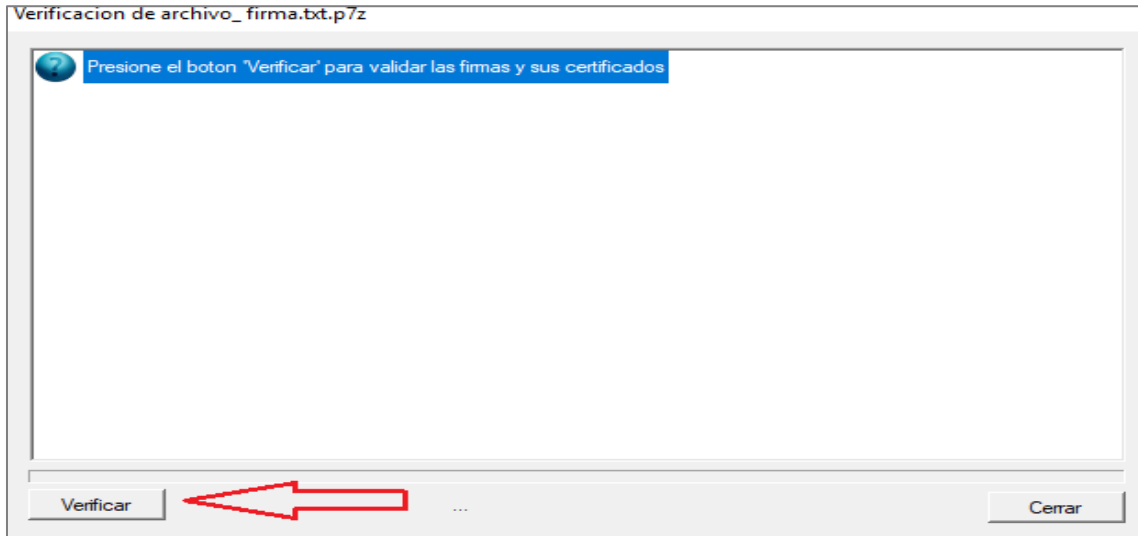 Verificacion de archivo_ firma.txt.p7z
Presione el boton 'Verificar' para validar las firmas y sus certificados
Verificar
...
Cerrar